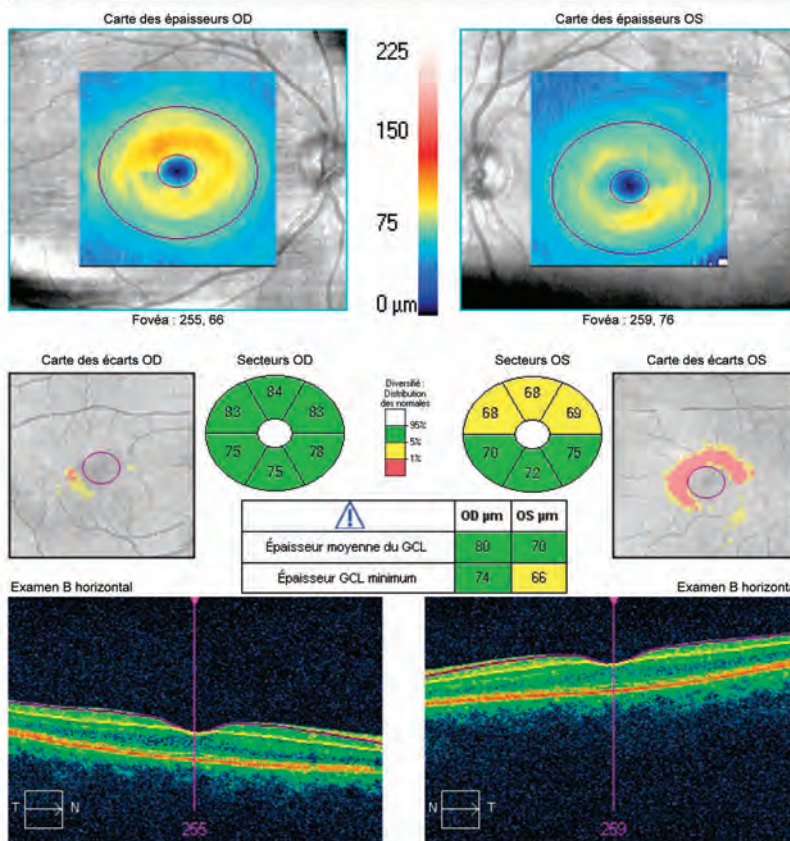 Carte des épaisseurs OD
Carte des épaisseurs OS
225
150
75
0 µm
Fovéa : 255, 66
Fovéa : 259, 76
Carte des écarts OD
Secteurs OD
Secteurs OS
Carte des écarts OS
84
83
83
75
78
75
Diversifié :
Distribution
des normales
95%
5%
1%
68
68
69
70
75
72
OD µm
OS µm
Épaisseur moyenne du GCL
80
70
Épaisseur GCL minimum
74
66
Examen B horizontal
Examen B horizonta
T
N
255
N
T
259